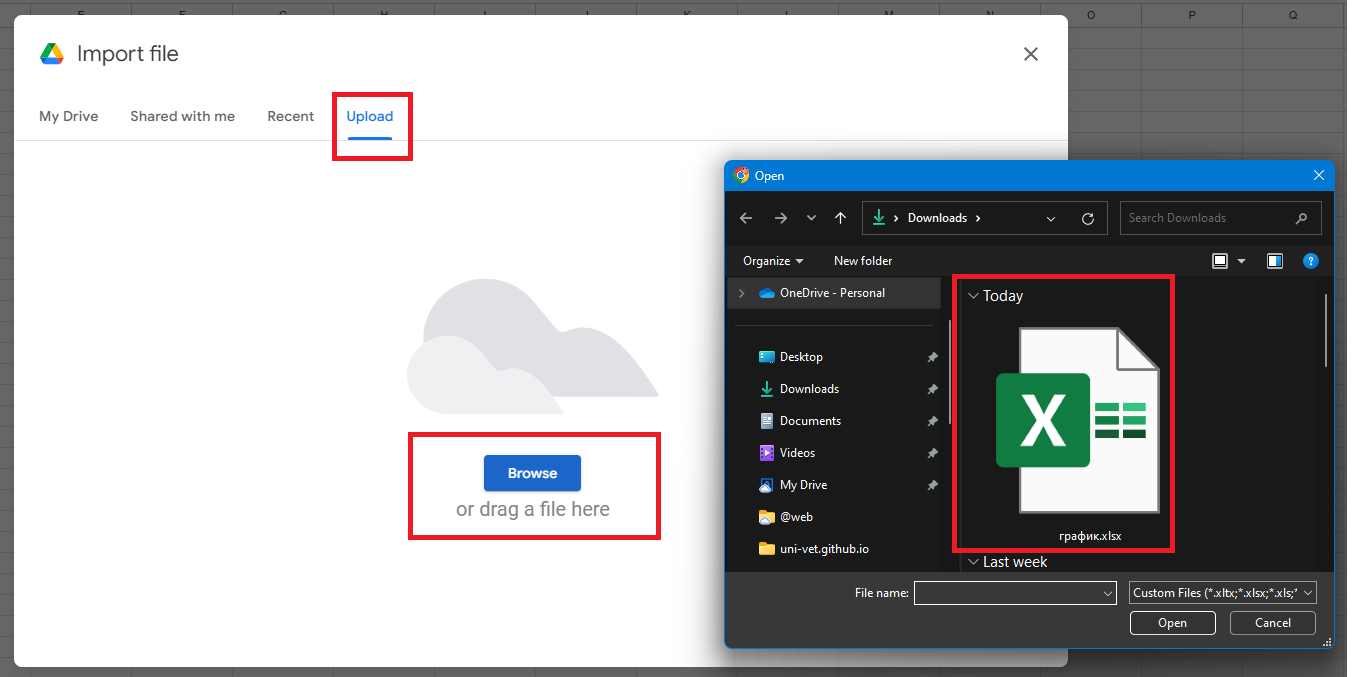 O P Q
Import file
My Drive Shared with me Recent Upload
Browse
or drag a file here
Open
Downloads
Search Downloads
Organize New folder
OneDrive - Personal
Desktop
Downloads
Documents
Videos
My Drive
@web
uni-vet.github.io
Today
X
график.xlsx
Last week
File name: Custom Files (*.xltx;*.xlsx;*.xls;*
Open Cancel